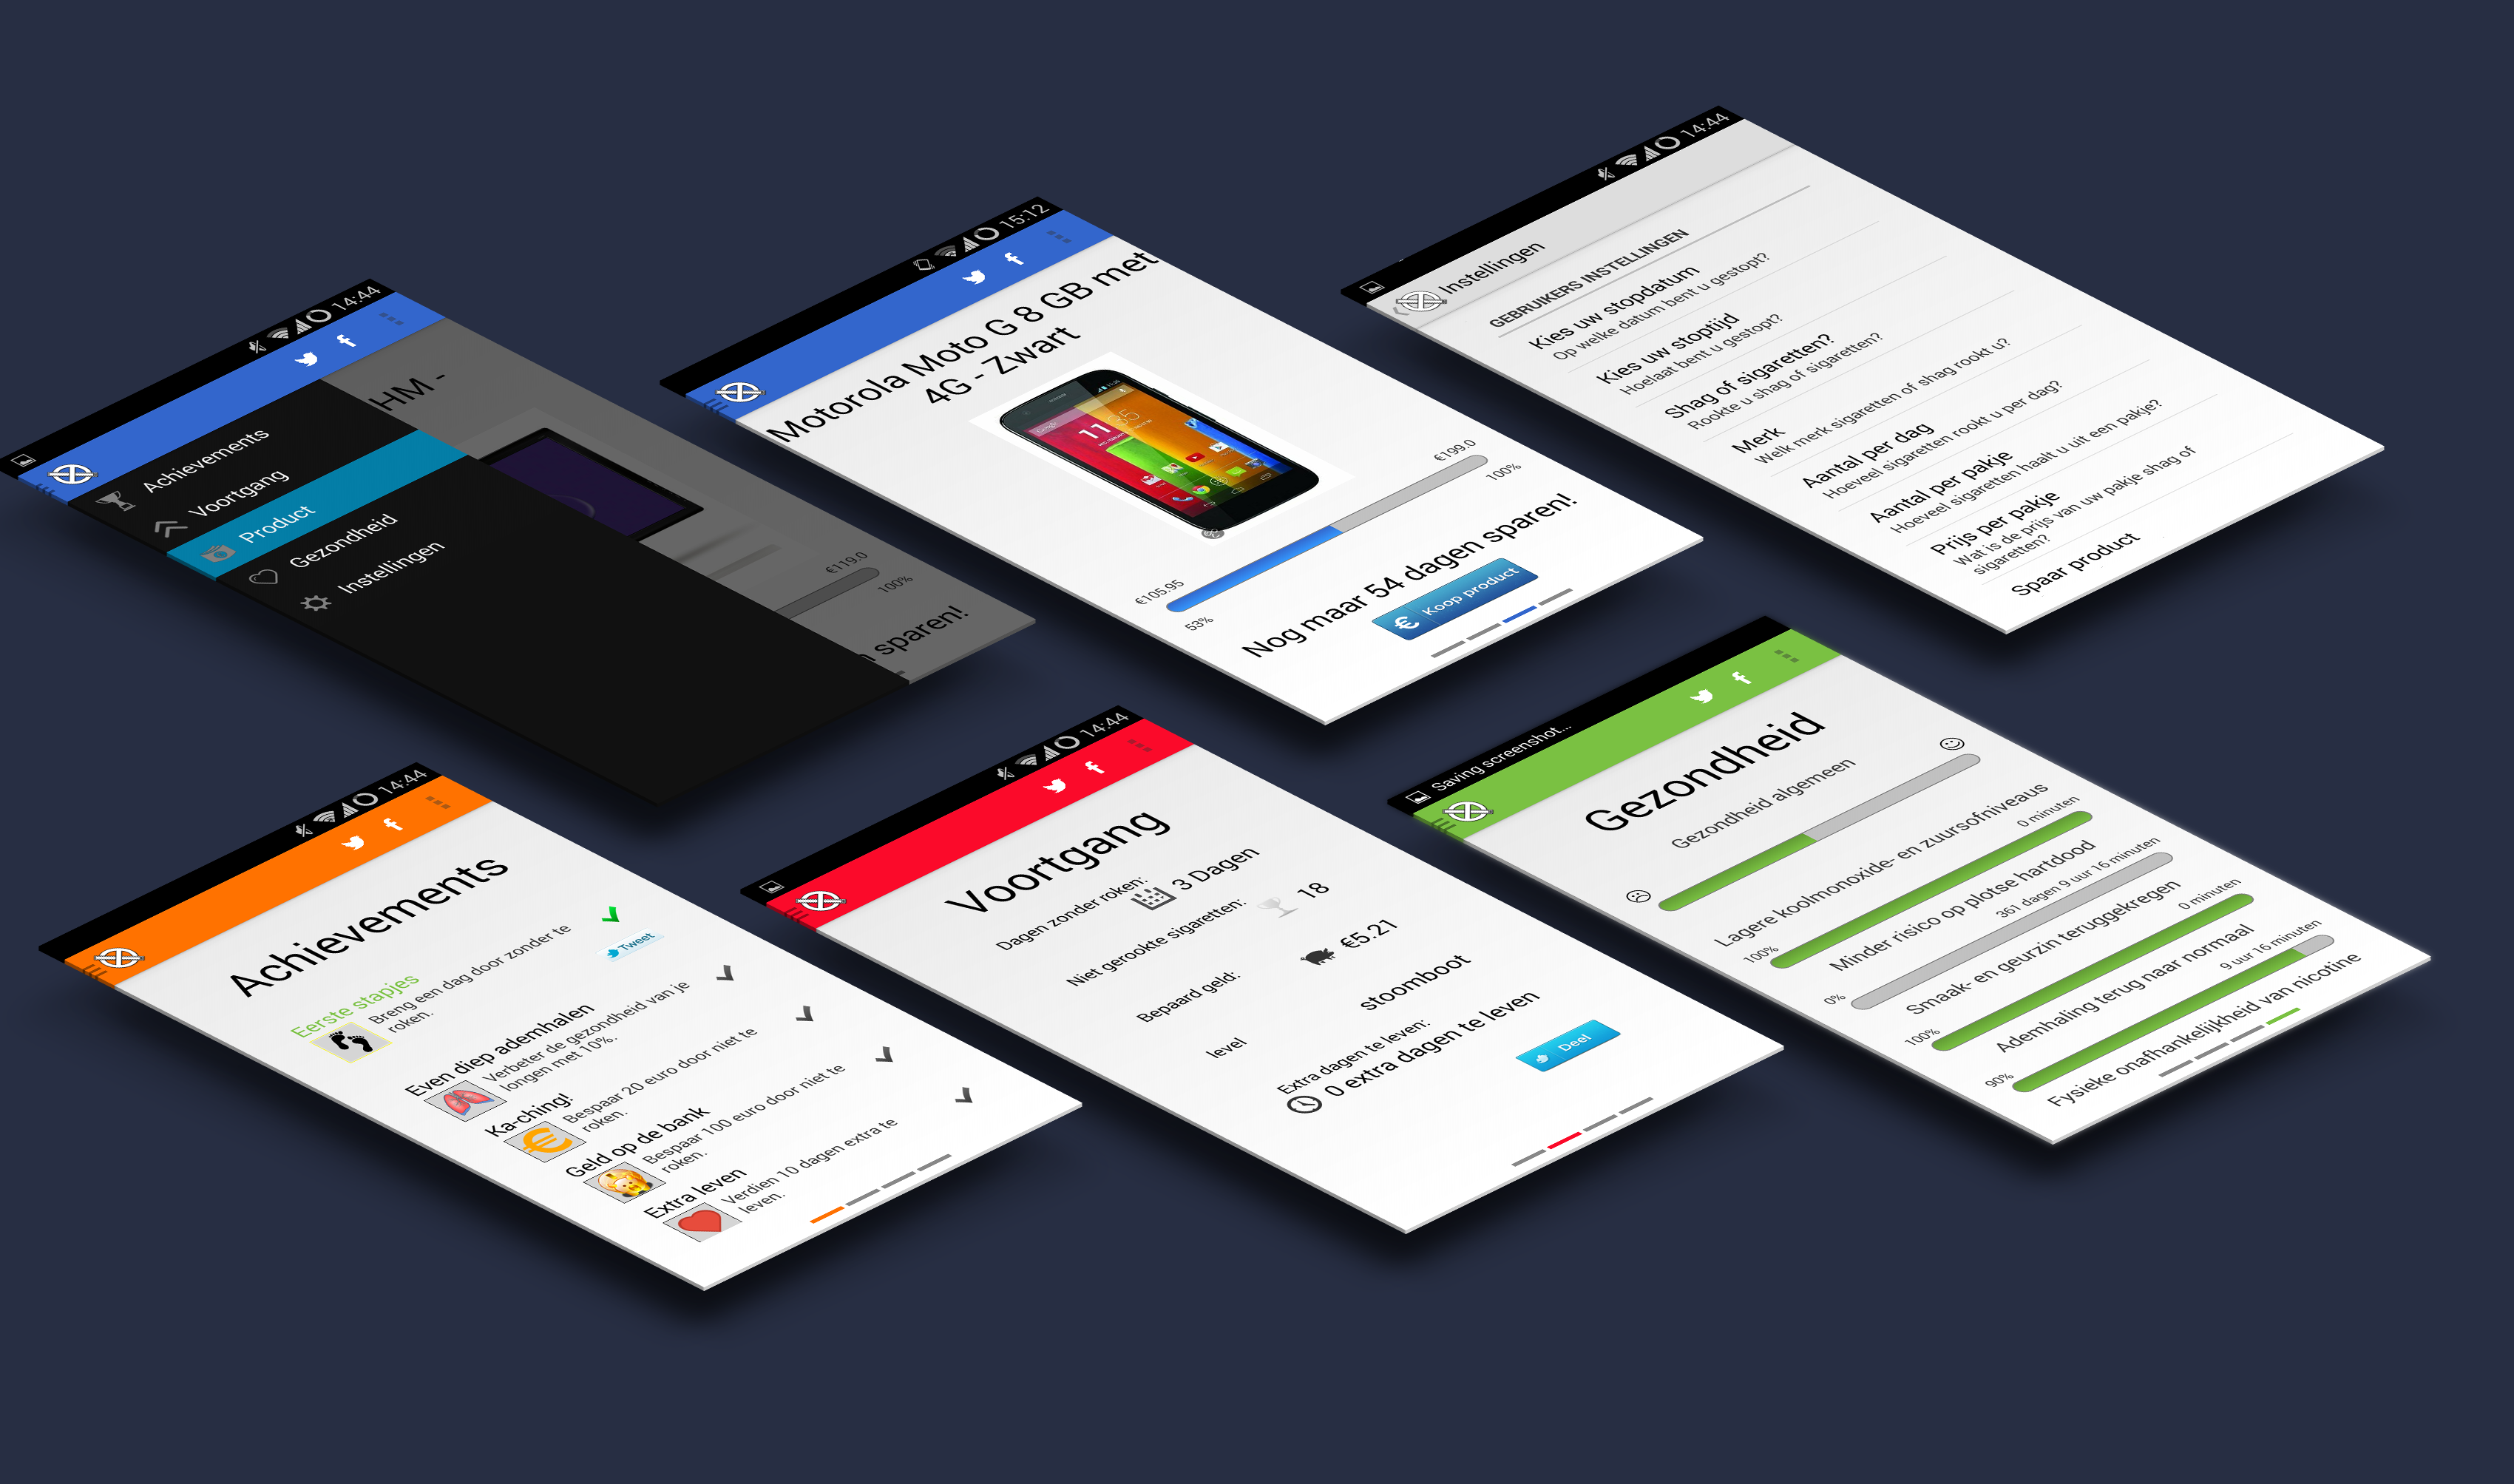 14:44
Achievements
Voortgang
Product
Gezondheid
Instellingen
HM -
€119.0
100%
sparen!
15:12
Motorola Moto G 8 GB met
4G - Zwart
€199.0
100%
€105.95
53%
Nog maar 54 dagen sparen!
Koop product
14:44
Instellingen
GEBRUIKERS INSTELLINGEN
Kies uw stopdatum
Op welke datum bent u gestopt?
Kies uw stoptijd
Hoelaat bent u gestopt?
Shag of sigaretten?
Rookte u shag of sigaretten?
Merk
Welk merk sigaretten of shag rookt u?
Aantal per dag
Hoeveel sigaretten rookt u per dag?
Aantal per pakje
Hoeveel sigaretten haalt u uit een pakje?
Prijs per pakje
Wat is de prijs van uw pakje shag of
sigaretten?
Spaar product
14:44
Achievements
Eerste stapjes
Breng een dag door zonder te
roken.
Tweet
Even diep ademhalen
Verbeter de gezondheid van je
longen met 10%.
Ka-ching!
Bespaar 20 euro door niet te
roken.
Geld op de bank
Bespaar 100 euro door niet te
roken.
Extra leven
Verdien 10 dagen extra te
leven.
14:44
Voortgang
Dagen zonder roken:
3 Dagen
Niet gerookte sigaretten:
18
Bepaard geld:
€5.21
level
stoomboot
Extra dagen te leven:
0 extra dagen te leven
Deel
Saving screenshot...
Gezondheid
Gezondheid algemeen
Lagere koolmonoxide- en zuursofniveaus
0 minuten
100%
Minder risico op plotse hartdood
361 dagen 9 uur 16 minuten
0%
Smaak- en geurzin teruggekregen
0 minuten
100%
Ademhaling terug naar normaal
9 uur 16 minuten
90%
Fysieke onafhankelijkheid van nicotine